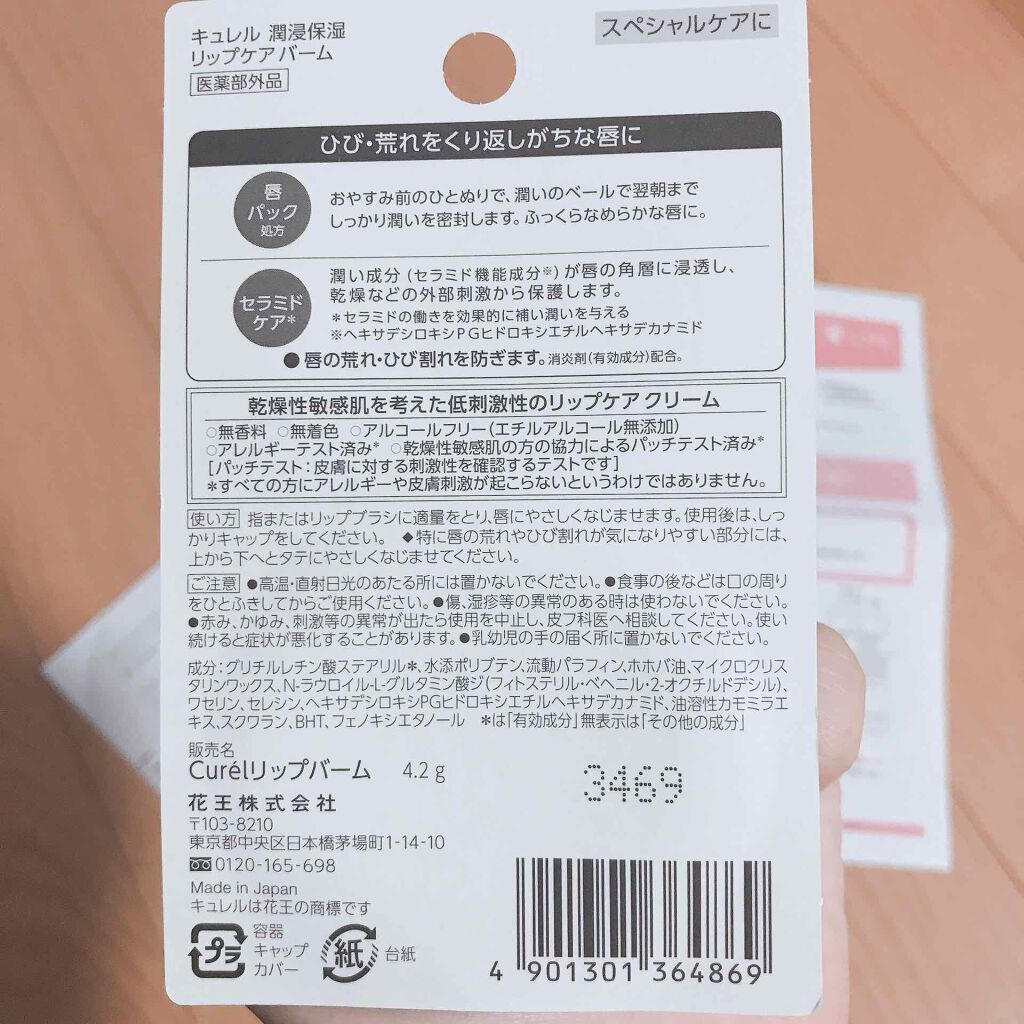 キュレル 潤浸保湿
リップケア バーム
医薬部外品
スペシャルケアに
ひび・荒れをくり返しがちな唇に
唇
パック
処方
おやすみ前のひとぬりで、潤いのベールで翌朝まで
しっかり潤いを密封します。ふっくらなめらかな唇に。
セラミド
ケア*
潤い成分(セラミド機能成分※)が唇の角層に浸透し、
乾燥などの外部刺激から保護します。
*セラミドの働きを効果的に補い潤いを与える
※ヘキサデシロキシPGヒドロキシエチルヘキサデカナミド
●唇の荒れ・ひび割れを防ぎます。消炎剤(有効成分)配合。
乾燥性敏感肌を考えた低刺激性のリップケア クリーム
○無香料 ○無着色 ○アルコールフリー(エチルアルコール無添加)
○アレルギーテスト済み* ○乾燥性敏感肌の方の協力によるパッチテスト済み*
[パッチテスト:皮膚に対する刺激性を確認するテストです]
*すべての方にアレルギーや皮膚刺激が起こらないというわけではありません。
使い方 指またはリップブラシに適量をとり、唇にやさしくなじませます。使用後は、しっ
かりキャップをしてください。 ◆特に唇の荒れやひび割れが気になりやすい部分には、
上から下へとタテにやさしくなじませてください。
ご注意 ●高温・直射日光のあたる所には置かないでください。●食事の後などは口の周り
をひとふきしてからご使用ください。●傷、湿疹等の異常のある時は使わないでください。
●赤み、かゆみ、刺激等の異常が出たら使用を中止し、皮フ科医へ相談してください。使い
続けると症状が悪化することがあります。●乳幼児の手の届く所に置かないでください。
成分:グリチルレチン酸ステアリル*、水添ポリブテン、流動パラフィン、ホホバ油、マイクロクリス
タリンワックス、N-ラウロイル-L-グルタミン酸ジ(フィトステリル・ベヘニル・2-オクチルドデシル)、
ワセリン、セレシン、ヘキサデシロキシPGヒドロキシエチルヘキサデカナミド、油溶性カモミラエ
キス、スクワラン、BHT、フェノキシエタノール *は「有効成分」無表示は「その他の成分」
販売名
Curélリップバーム 4.2 g
3469
花王株式会社
〒103-8210
東京都中央区日本橋茅場町1-14-10
0120-165-698
Made in Japan
キュレルは花王の商標です
プラ
容器
キャップ
カバー
紙
台紙
4 901301 364869